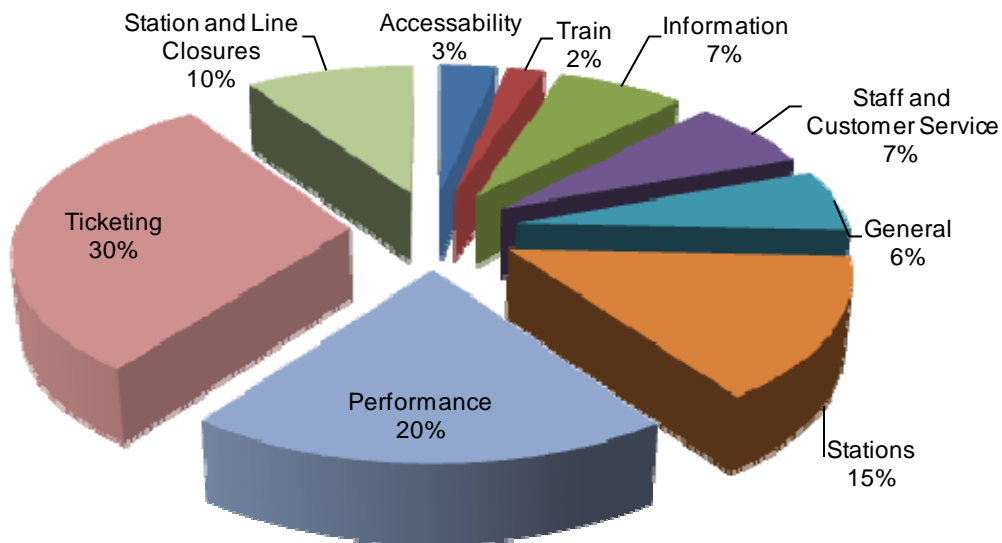 Station and Line
Closures
10%
Accessability
3%
Train
2%
Information
7%
Staff and
Customer Service
7%
General
6%
Stations
15%
Performance
20%
Ticketing
30%